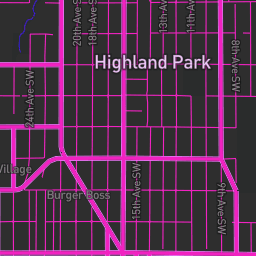 20th Ave S
18th Ave SW
13th Ave
11th Ave
8th Ave SW
Highland Park
24th Ave SW
Village
15th Ave SW
9th Ave SW
Burger Boss